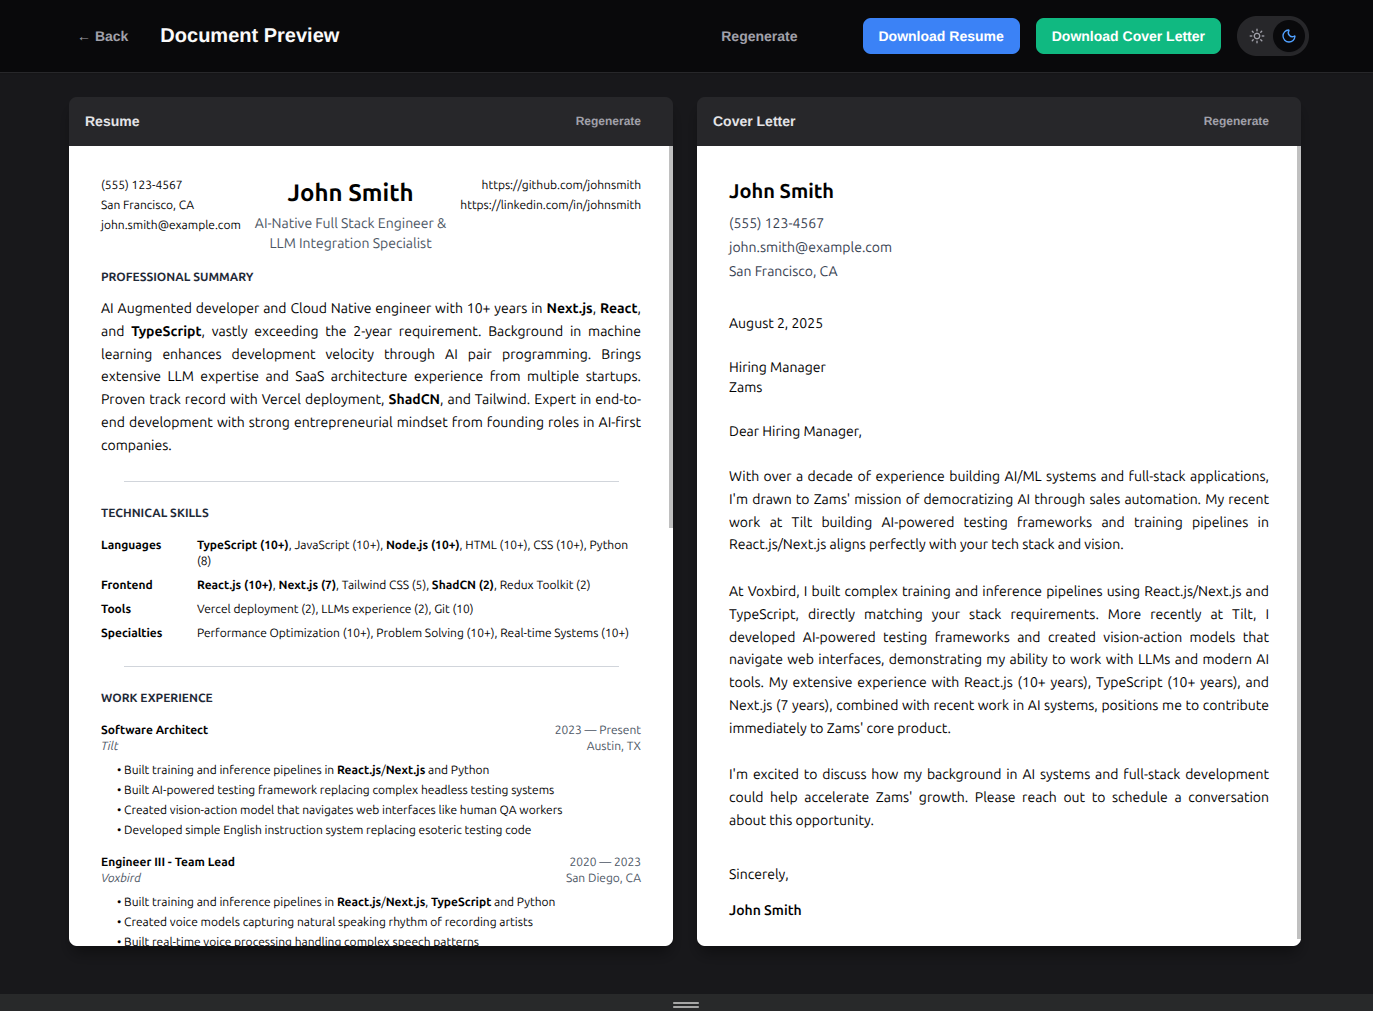 ← Back
Document Preview
Regenerate
Download Resume
Download Cover Letter
Resume
Regenerate
(555) 123-4567
San Francisco, CA
john.smith@example.com
John Smith
AI-Native Full Stack Engineer &
LLM Integration Specialist
https://github.com/johnsmith
https://linkedin.com/in/johnsmith
PROFESSIONAL SUMMARY
AI Augmented developer and Cloud Native engineer with 10+ years in Next.js, React,
and TypeScript, vastly exceeding the 2-year requirement. Background in machine
learning enhances development velocity through AI pair programming. Brings
extensive LLM expertise and SaaS architecture experience from multiple startups.
Proven track record with Vercel deployment, ShadCN, and Tailwind. Expert in end-to-
end development with strong entrepreneurial mindset from founding roles in AI-first
companies.
TECHNICAL SKILLS
Languages TypeScript (10+), JavaScript (10+), Node.js (10+), HTML (10+), CSS (10+), Python
(8)
Frontend React.js (10+), Next.js (7), Tailwind CSS (5), ShadCN (2), Redux Toolkit (2)
Tools Vercel deployment (2), LLMs experience (2), Git (10)
Specialties Performance Optimization (10+), Problem Solving (10+), Real-time Systems (10+)
WORK EXPERIENCE
Software Architect 2023 — Present
Tilt Austin, TX
• Built training and inference pipelines in React.js/Next.js and Python
• Built AI-powered testing framework replacing complex headless testing systems
• Created vision-action model that navigates web interfaces like human QA workers
• Developed simple English instruction system replacing esoteric testing code
Engineer III - Team Lead 2020 — 2023
Voxbird San Diego, CA
• Built training and inference pipelines in React.js/Next.js, TypeScript and Python
• Created voice models capturing natural speaking rhythm of recording artists
• Built real-time voice processing handling complex speech patterns
Cover Letter
Regenerate
John Smith
(555) 123-4567
john.smith@example.com
San Francisco, CA
August 2, 2025
Hiring Manager
Zams
Dear Hiring Manager,
With over a decade of experience building AI/ML systems and full-stack applications,
I'm drawn to Zams' mission of democratizing AI through sales automation. My recent
work at Tilt building AI-powered testing frameworks and training pipelines in
React.js/Next.js aligns perfectly with your tech stack and vision.
At Voxbird, I built complex training and inference pipelines using React.js/Next.js and
TypeScript, directly matching your stack requirements. More recently at Tilt, I
developed AI-powered testing frameworks and created vision-action models that
navigate web interfaces, demonstrating my ability to work with LLMs and modern AI
tools. My extensive experience with React.js (10+ years), TypeScript (10+ years), and
Next.js (7 years), combined with recent work in AI systems, positions me to contribute
immediately to Zams' core product.
I'm excited to discuss how my background in AI systems and full-stack development
could help accelerate Zams' growth. Please reach out to schedule a conversation
about this opportunity.
Sincerely,
John Smith